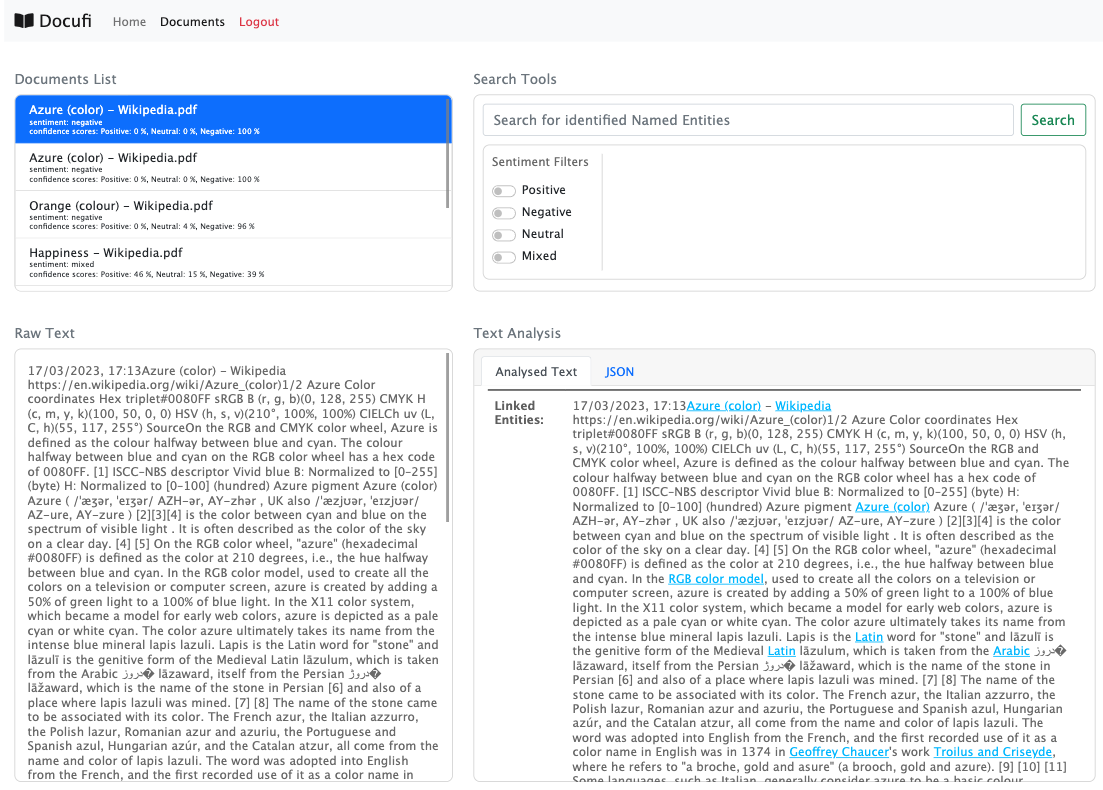 Docufi
Home
Documents
Logout
Documents List
Azure (color) – Wikipedia.pdf
sentiment: negative
confidence scores: Positive: 0 %, Neutral: 0 %, Negative: 100 %
Azure (color) – Wikipedia.pdf
sentiment: negative
confidence scores: Positive: 0 %, Neutral: 0 %, Negative: 100 %
Orange (colour) – Wikipedia.pdf
sentiment: negative
confidence scores: Positive: 0 %, Neutral: 4 %, Negative: 96 %
Happiness – Wikipedia.pdf
sentiment: mixed
confidence scores: Positive: 46 %, Neutral: 15 %, Negative: 39 %
Search Tools
Search for identified Named Entities
Search
Sentiment Filters
Positive
Negative
Neutral
Mixed
Raw Text
17/03/2023, 17:13Azure (color) – Wikipedia
https://en.wikipedia.org/wiki/Azure_(color)1/2 Azure Color
coordinates Hex triplet#0080FF sRGB B (r, g, b)(0, 128, 255) CMYK H
(c, m, y, k)(100, 50, 0, 0) HSV (h, s, v)(210°, 100%, 100%) CIELCh uv (L,
C, h)(55, 117, 255°) SourceOn the RGB and CMYK color wheel, Azure is
defined as the colour halfway between blue and cyan. The colour
halfway between blue and cyan on the RGB color wheel has a hex code
of 0080FF. [1] ISCC-NBS descriptor Vivid blue B: Normalized to [0-255]
(byte) H: Normalized to [0-100] (hundred) Azure pigment Azure (color)
Azure ( /ˈæʒər, ˈeɪʒər/ AZH-ər, AY-zhər , UK also /ˈæzjʊər, ˈeɪzjʊər/
AZ-ure, AY-zure ) [2][3][4] is the color between cyan and blue on the
spectrum of visible light . It is often described as the color of the sky
on a clear day. [4] [5] On the RGB color wheel, "azure" (hexadecimal
#0080FF) is defined as the color at 210 degrees, i.e., the hue halfway
between blue and cyan. In the RGB color model, used to create all the
colors on a television or computer screen, azure is created by adding a
50% of green light to a 100% of blue light. In the X11 color system,
which became a model for early web colors, azure is depicted as a pale
cyan or white cyan. The color azure ultimately takes its name from the
intense blue mineral lapis lazuli. Lapis is the Latin word for "stone" and
lāzulī is the genitive form of the Medieval Latin lāzulum, which is taken
from the Arabic دروژ� lāzaward, itself from the Persian دروژ�
lāžaward, which is the name of the stone in Persian [6] and also of a
place where lapis lazuli was mined. [7] [8] The name of the stone came
to be associated with its color. The French azur, the Italian azzurro,
the Polish lazur, Romanian azur and azuriu, the Portuguese and
Spanish azul, Hungarian azúr, and the Catalan atzur, all come from the
name and color of lapis lazuli. The word was adopted into English
from the French, and the first recorded use of it as a color name in
Text Analysis
Analysed Text
JSON
Linked
Entities:
17/03/2023, 17:13Azure (color) – Wikipedia
https://en.wikipedia.org/wiki/Azure_(color)1/2 Azure Color coordinates Hex
triplet#0080FF sRGB B (r, g, b)(0, 128, 255) CMYK H (c, m, y, k)(100, 50, 0, 0) HSV (h,
s, v)(210°, 100%, 100%) CIELCh uv (L, C, h)(55, 117, 255°) SourceOn the RGB and
CMYK color wheel, Azure is defined as the colour halfway between blue and cyan. The
colour halfway between blue and cyan on the RGB color wheel has a hex code of
0080FF. [1] ISCC-NBS descriptor Vivid blue B: Normalized to [0-255] (byte) H:
Normalized to [0-100] (hundred) Azure pigment Azure (color) Azure ( /ˈæʒər, ˈeɪʒər/
AZH-ər, AY-zhər , UK also /ˈæzjʊər, ˈeɪzjʊər/ AZ-ure, AY-zure ) [2][3][4] is the color
between cyan and blue on the spectrum of visible light . It is often described as the
color of the sky on a clear day. [4] [5] On the RGB color wheel, "azure" (hexadecimal
#0080FF) is defined as the color at 210 degrees, i.e., the hue halfway between blue
and cyan. In the RGB color model, used to create all the colors on a television or
computer screen, azure is created by adding a 50% of green light to a 100% of blue
light. In the X11 color system, which became a model for early web colors, azure is
depicted as a pale cyan or white cyan. The color azure ultimately takes its name from
the intense blue mineral lapis lazuli. Lapis is the Latin word for "stone" and lāzulī is
the genitive form of the Medieval Latin lāzulum, which is taken from the Arabic دروژ�
lāzaward, itself from the Persian دروژ� lāžaward, which is the name of the stone in
Persian [6] and also of a place where lapis lazuli was mined. [7] [8] The name of the
stone came to be associated with its color. The French azur, the Italian azzurro, the
Polish lazur, Romanian azur and azuriu, the Portuguese and Spanish azul, Hungarian
azúr, and the Catalan atzur, all come from the name and color of lapis lazuli. The
word was adopted into English from the French, and the first recorded use of it as a
color name in English was in 1374 in Geoffrey Chaucer's work Troilus and Criseyde,
where he refers to "a broche, gold and asure" (a brooch, gold and azure). [9] [10] [11]
Some languages, such as Italian, generally consider azure to be a basic colour